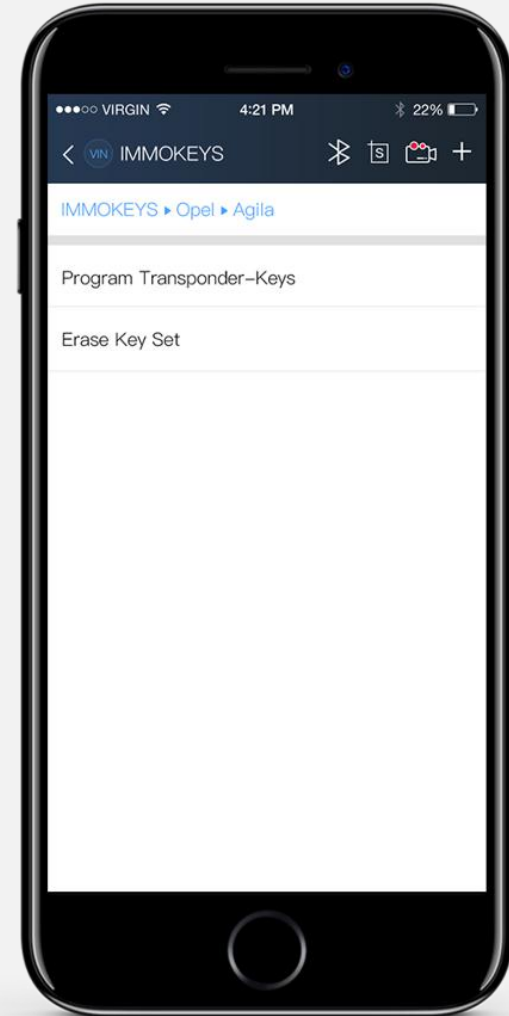 VIRGIN 4:21 PM 22%
VIN IMMOKEYS S +
IMMOKEYS ▸ Opel ▸ Agila
Program Transponder-Keys
Erase Key Set